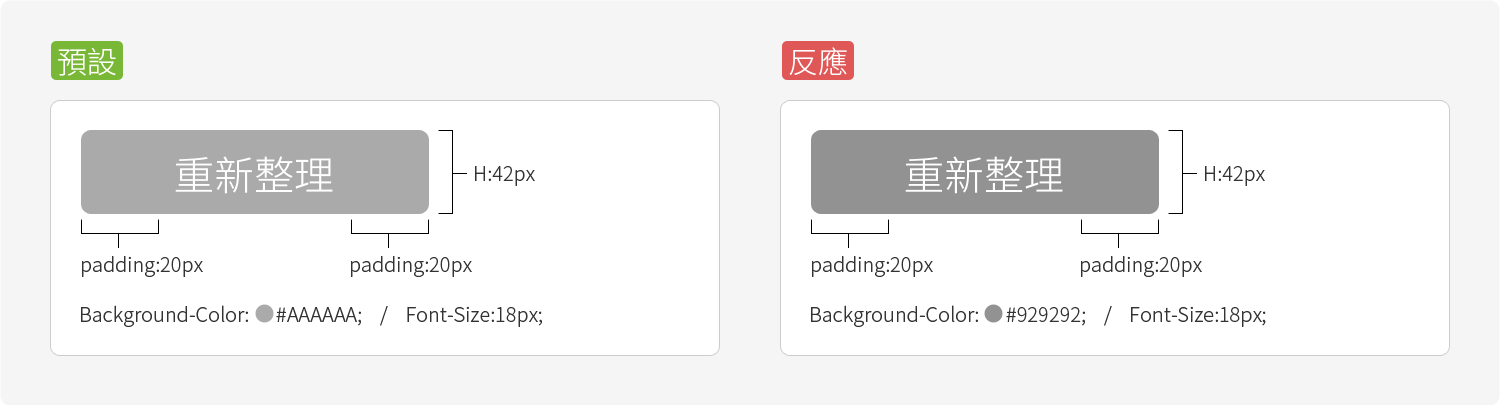 預設
重新整理
H:42px
padding:20px padding:20px
Background-Color: #AAAAAA; / Font-Size:18px;
反應
重新整理
H:42px
padding:20px padding:20px
Background-Color: #929292; / Font-Size:18px;